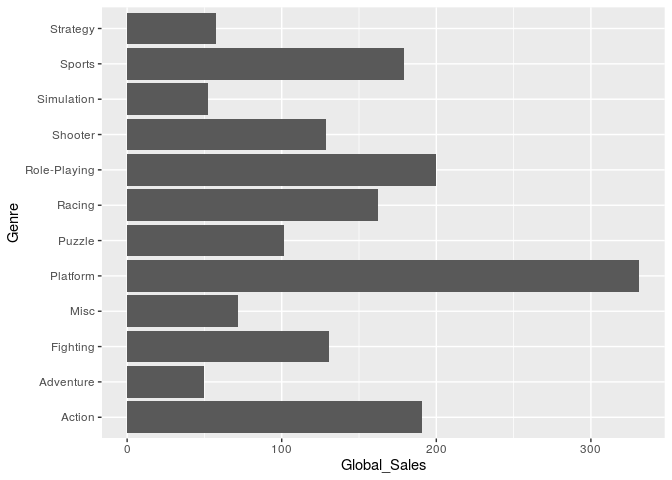 Strategy
Sports
Simulation
Shooter
Role-Playing
Racing
Puzzle
Platform
Misc
Fighting
Adventure
Action
Genre
0 100 200 300
Global_Sales